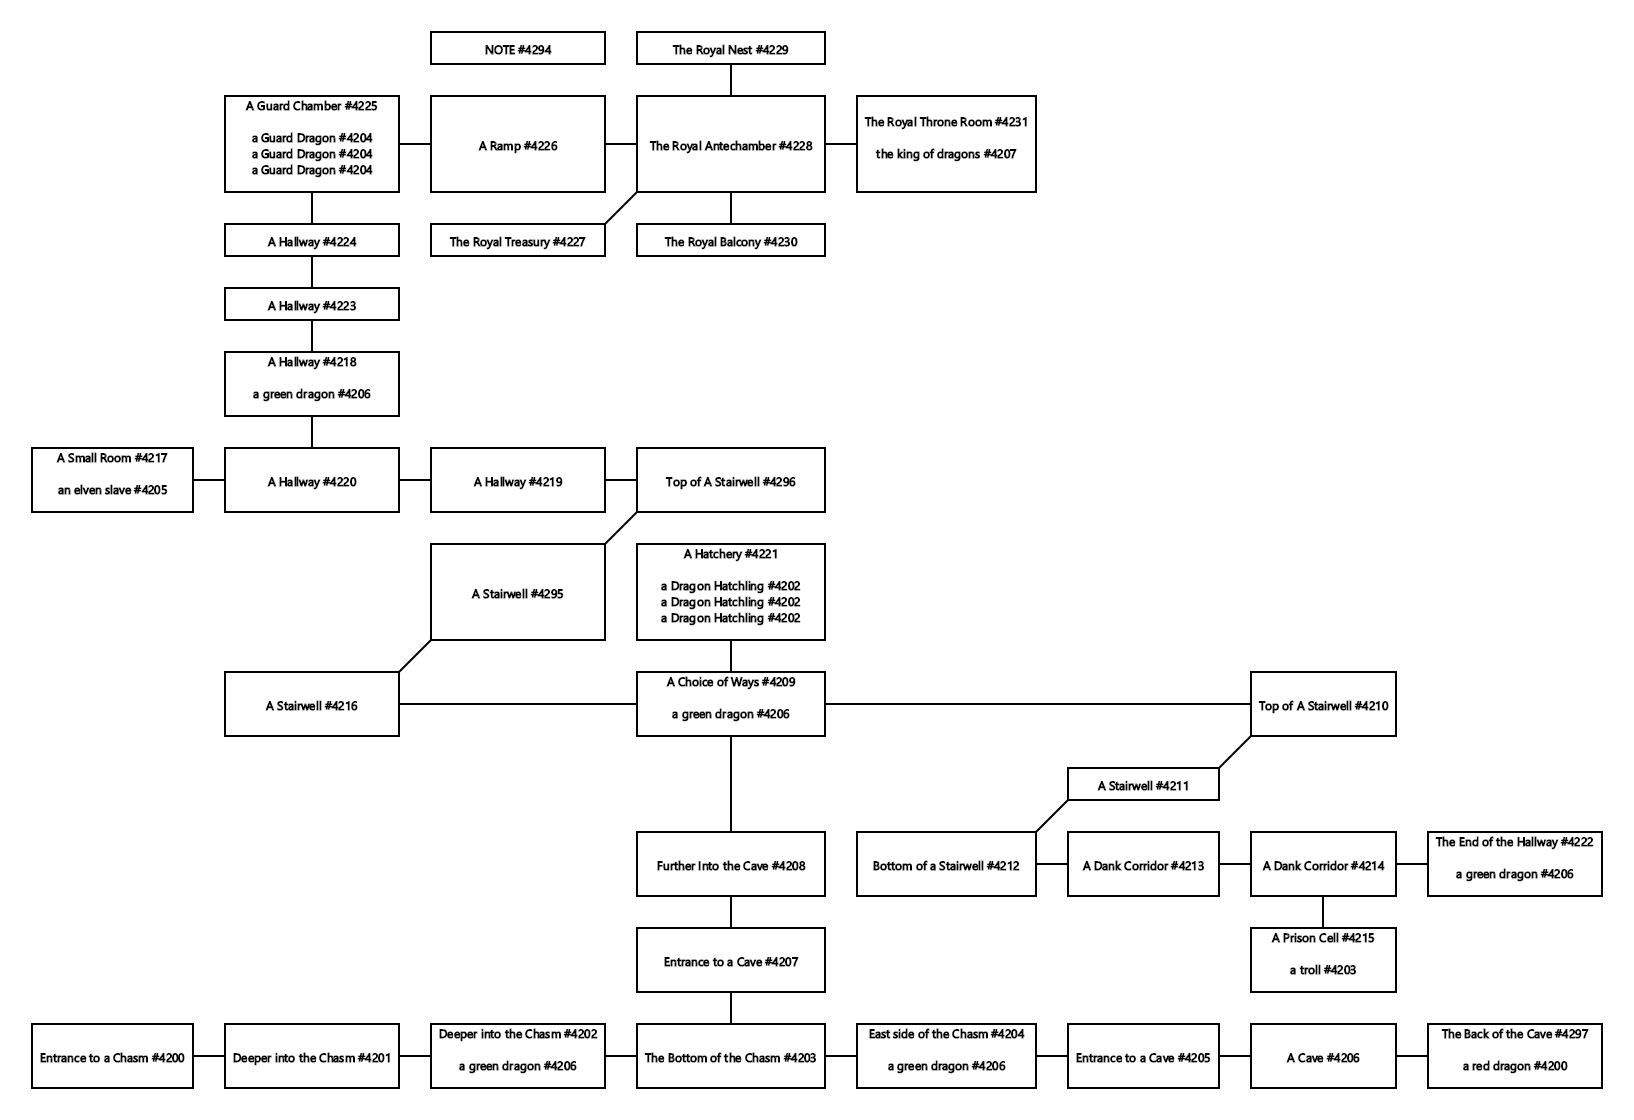 NOTE #4294
The Royal Nest #4229
A Guard Chamber #4225
a Guard Dragon #4204
a Guard Dragon #4204
a Guard Dragon #4204
A Ramp #4226
The Royal Antechamber #4228
The Royal Throne Room #4231
the king of dragons #4207
A Hallway #4224
The Royal Treasury #4227
The Royal Balcony #4230
A Hallway #4223
A Hallway #4218
a green dragon #4206
A Small Room #4217
an elven slave #4205
A Hallway #4220
A Hallway #4219
Top of A Stairwell #4296
A Stairwell #4295
A Hatchery #4221
a Dragon Hatchling #4202
a Dragon Hatchling #4202
a Dragon Hatchling #4202
A Stairwell #4216
A Choice of Ways #4209
a green dragon #4206
Top of A Stairwell #4210
A Stairwell #4211
Further Into the Cave #4208
Bottom of a Stairwell #4212
A Dank Corridor #4213
A Dank Corridor #4214
The End of the Hallway #4222
a green dragon #4206
Entrance to a Cave #4207
A Prison Cell #4215
a troll #4203
Entrance to a Chasm #4200
Deeper into the Chasm #4201
Deeper into the Chasm #4202
a green dragon #4206
The Bottom of the Chasm #4203
East side of the Chasm #4204
a green dragon #4206
Entrance to a Cave #4205
A Cave #4206
The Back of the Cave #4297
a red dragon #4200